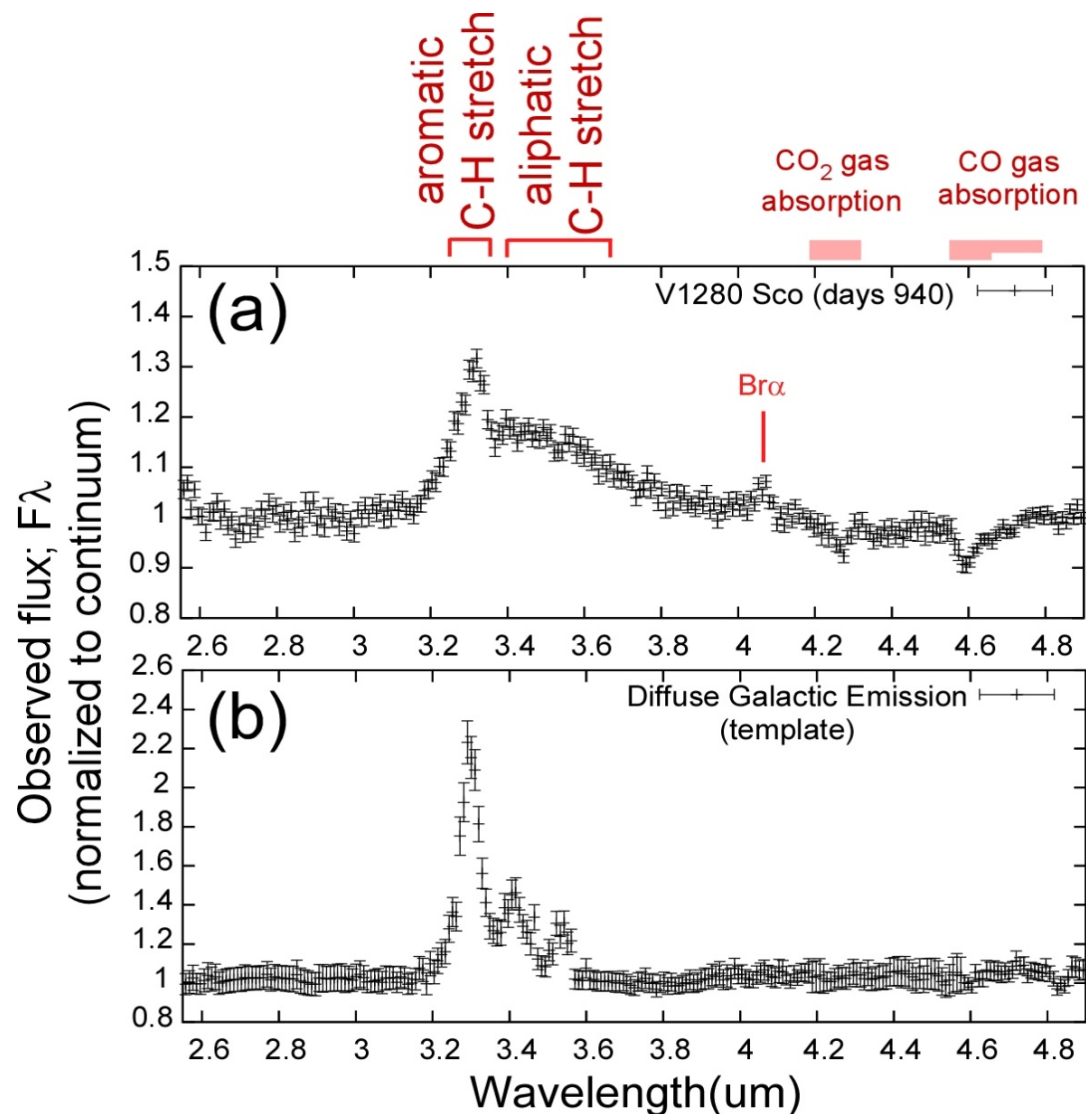 aromatic
C-H stretch
aliphatic
C-H stretch
CO₂ gas
absorption
CO gas
absorption
(a)
V1280 Sco (days 940)
Brα
1.5
1.4
1.3
1.2
1.1
1
0.9
0.8
2.6 2.8 3 3.2 3.4 3.6 3.8 4 4.2 4.4 4.6 4.8
Observed flux; Fλ
(normalized to continuum)
(b)
Diffuse Galactic Emission
(template)
2.6
2.4
2.2
2
1.8
1.6
1.4
1.2
1
0.8
2.6 2.8 3 3.2 3.4 3.6 3.8 4 4.2 4.4 4.6 4.8
Wavelength(um)